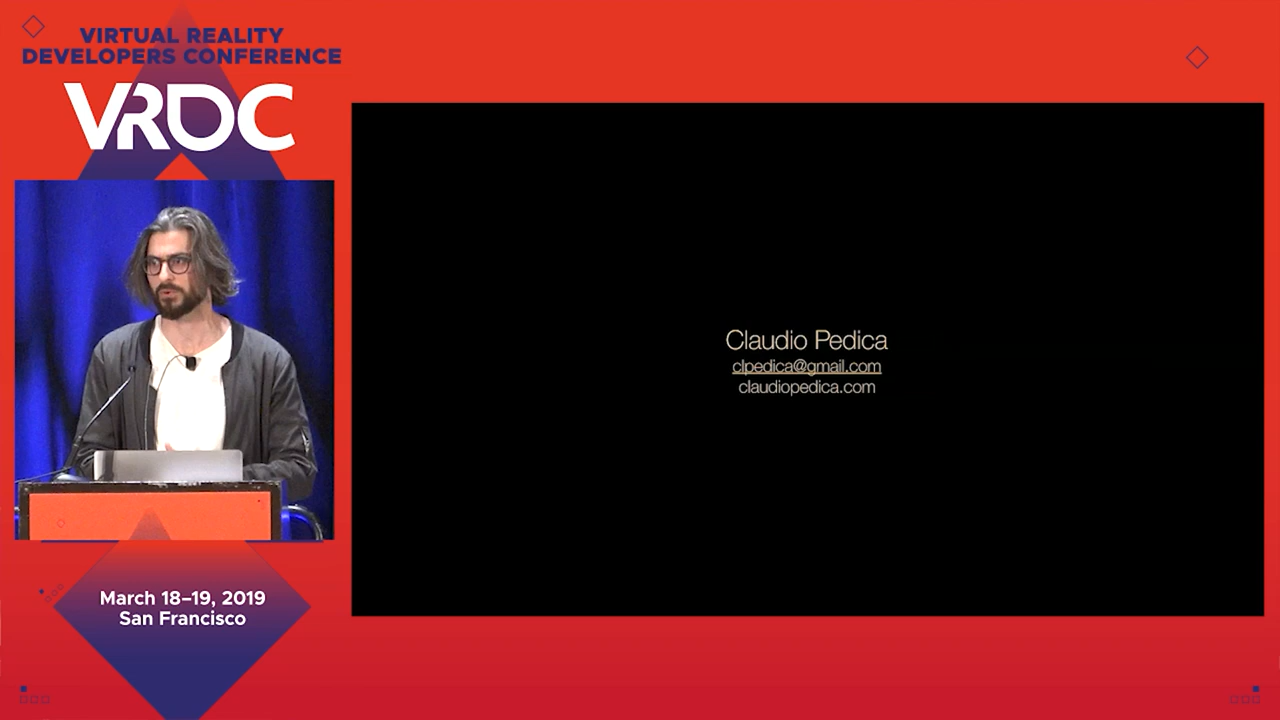 VIRTUAL REALITY
DEVELOPERS CONFERENCE
VRDC
Claudio Pedica
clpedica@gmail.com
claudiopedica.com
March 18–19, 2019
San Francisco